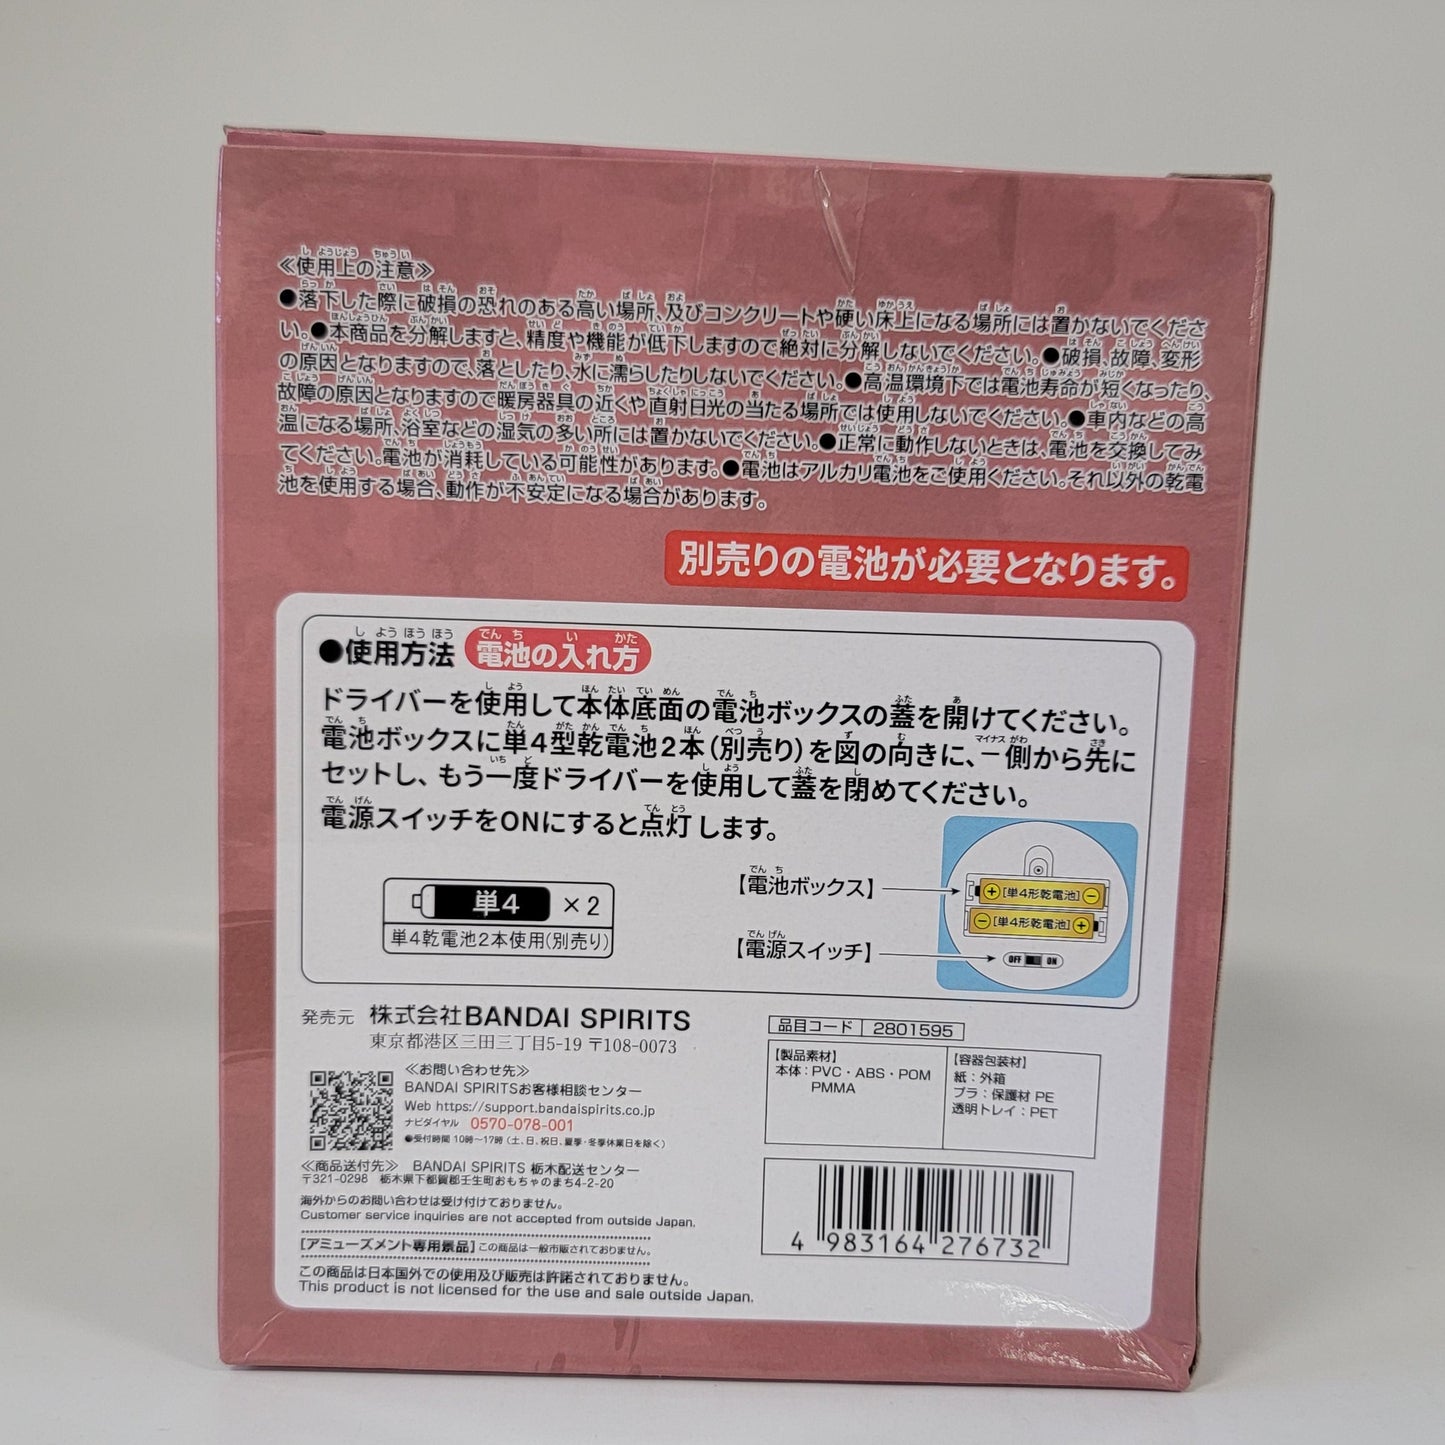 ≪使用上の注意≫
●落下した際に破損の恐れのある高い場所、及びコンクリートや硬い床上になる場所には置かないでくださ
い。●本商品を分解しますと、精度や機能が低下しますので絶対に分解しないでください。●破損、故障、変形
の原因となりますので、落としたり、水に濡らしたりしないでください。●高温環境下では電池寿命が短くなったり、
故障の原因となりますので暖房器具の近くや直射日光の当たる場所では使用しないでください。●車内などの高
温になる場所、浴室などの湿気の多い所には置かないでください。●正常に動作しないときは、電池を交換してみ
てください。電池が消耗している可能性があります。●電池はアルカリ電池をご使用ください。それ以外の乾電
池を使用する場合、動作が不安定になる場合があります。
別売りの電池が必要となります。
●使用方法 電池の入れ方
ドライバーを使用して本体底面の電池ボックスの蓋を開けてください。
電池ボックスに単4型乾電池2本(別売り)を図の向きに、ー側から先に
セットし、もう一度ドライバーを使用して蓋を閉めてください。
電源スイッチをONにすると点灯します。
単4 ×2
単4乾電池2本使用(別売り)
【電池ボックス】
+ [単4形乾電池] −
− [単4形乾電池] +
【電源スイッチ】
OFF ON
発売元 株式会社BANDAI SPIRITS
東京都港区三田三丁目5-19 〒108-0073
≪お問い合わせ先≫
BANDAI SPIRITSお客様相談センター
Web https://support.bandaispirits.co.jp
ナビダイヤル 0570-078-001
●受付時間 10時〜17時(土、日、祝日、夏季・冬季休業日を除く)
≪商品送付先≫ BANDAI SPIRITS 栃木配送センター
〒321-0298 栃木県下都賀郡壬生町おもちゃのまち4-2-20
海外からのお問い合わせは受け付けておりません。
Customer service inquiries are not accepted from outside Japan.
[アミューズメント専用景品] この商品は一般市販されておりません。
この商品は日本国外での使用及び販売は許諾されておりません。
This product is not licensed for the use and sale outside Japan.
品目コード 2801595
【製品素材】
本体:PVC・ABS・POM
PMMA
【容器包装材】
紙:外箱
プラ:保護材 PE
透明トレイ:PET
4 983164 276732